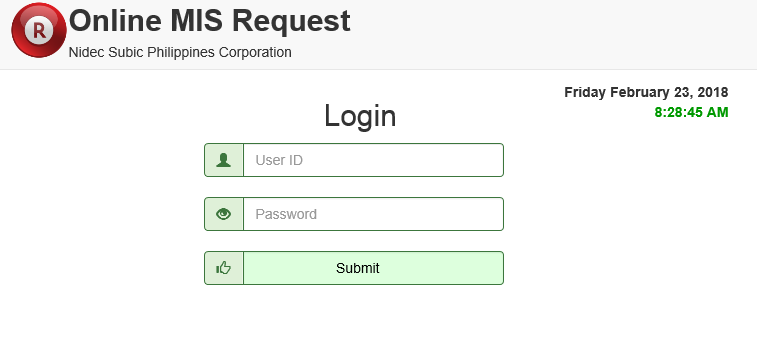 R
Online MIS Request
Nidec Subic Philippines Corporation
Friday February 23, 2018
8:28:45 AM
Login
User ID
Password
Submit